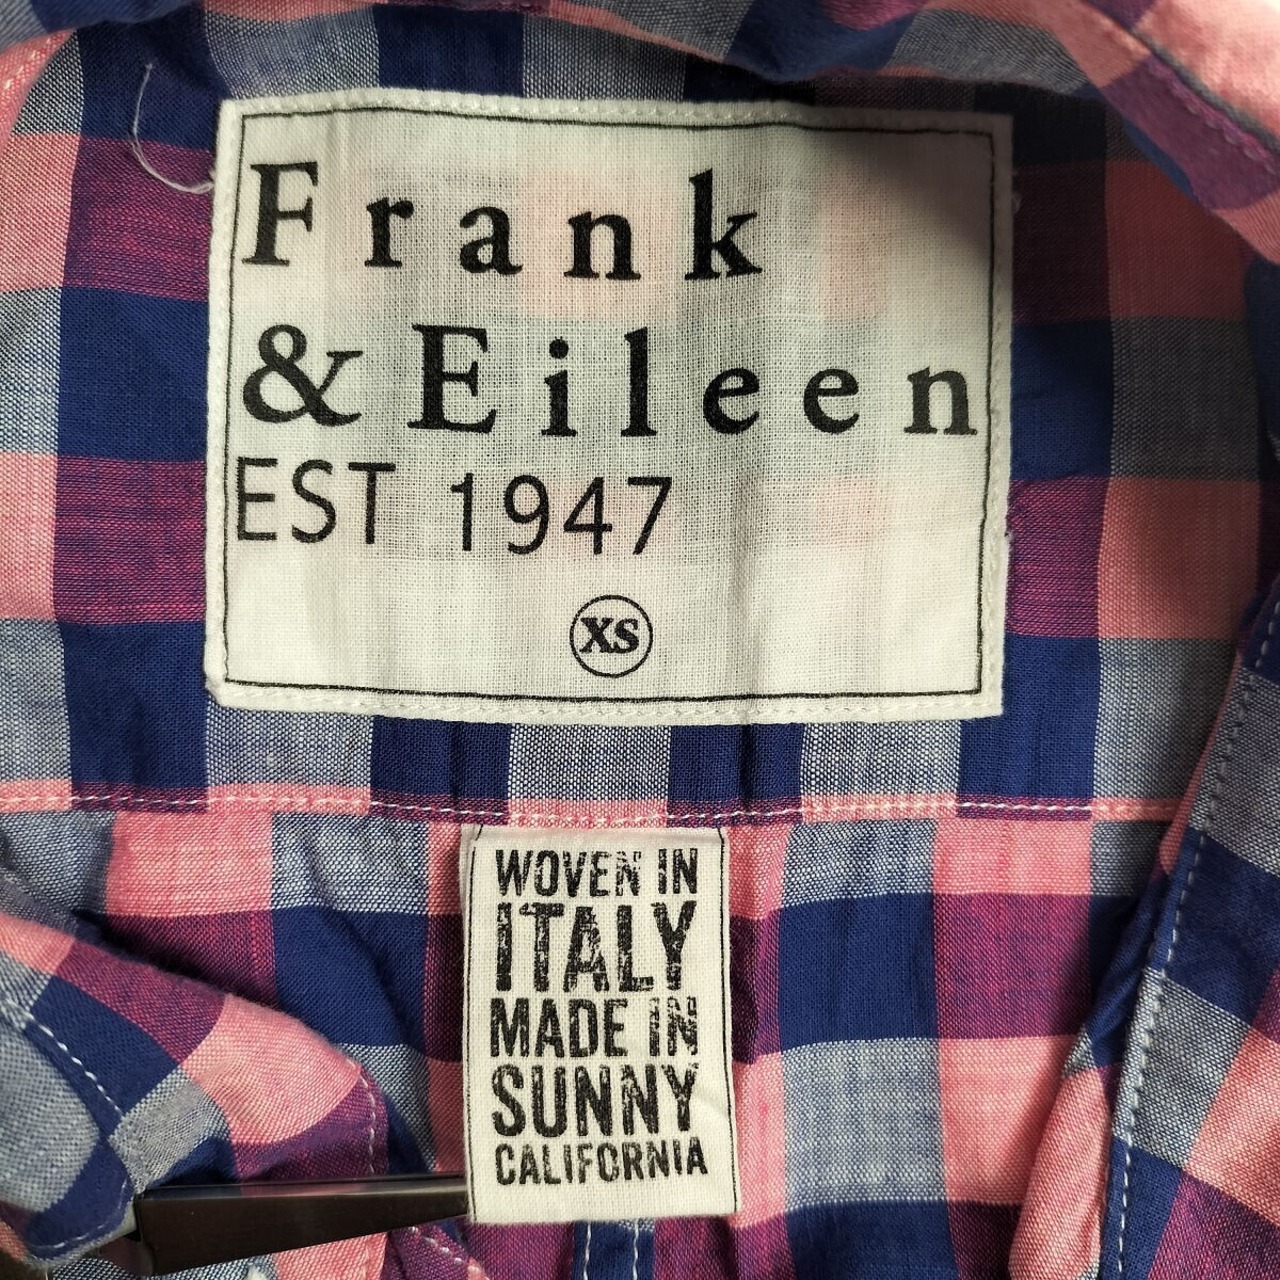 Frank
& Eileen
EST 1947
XS
WOVEN IN
ITALY
MADE IN
SUNNY
CALIFORNIA